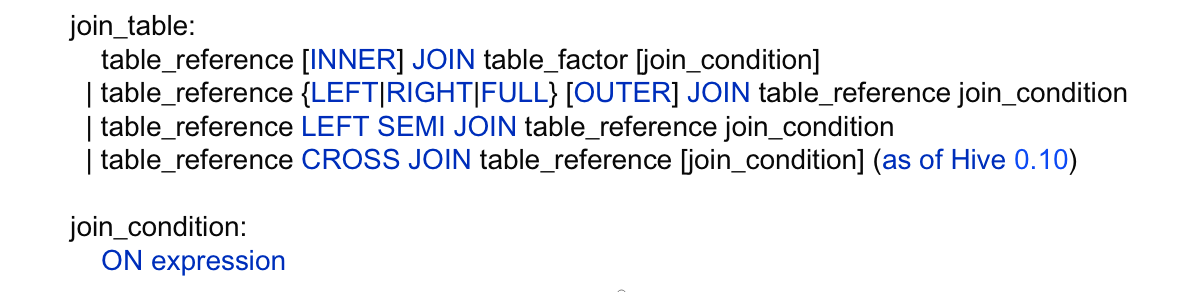 join_table:
table_reference [INNER] JOIN table_factor [join_condition]
| table_reference {LEFT|RIGHT|FULL} [OUTER] JOIN table_reference join_condition
| table_reference LEFT SEMI JOIN table_reference join_condition
| table_reference CROSS JOIN table_reference [join_condition] (as of Hive 0.10)
join_condition:
ON expression